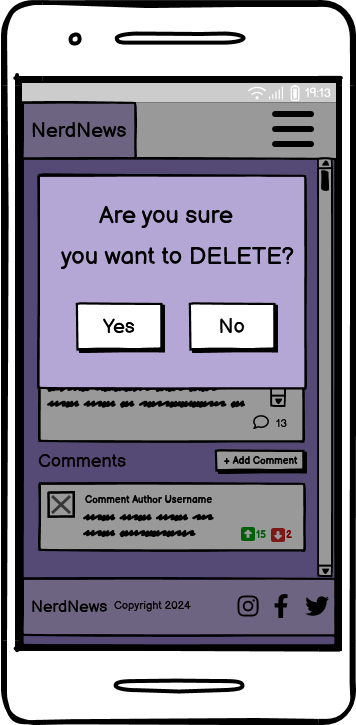 19:13
NerdNews
Are you sure
you want to DELETE?
Yes
No
13
Comments
+ Add Comment
Comment Author Username
15
2
NerdNews
Copyright 2024